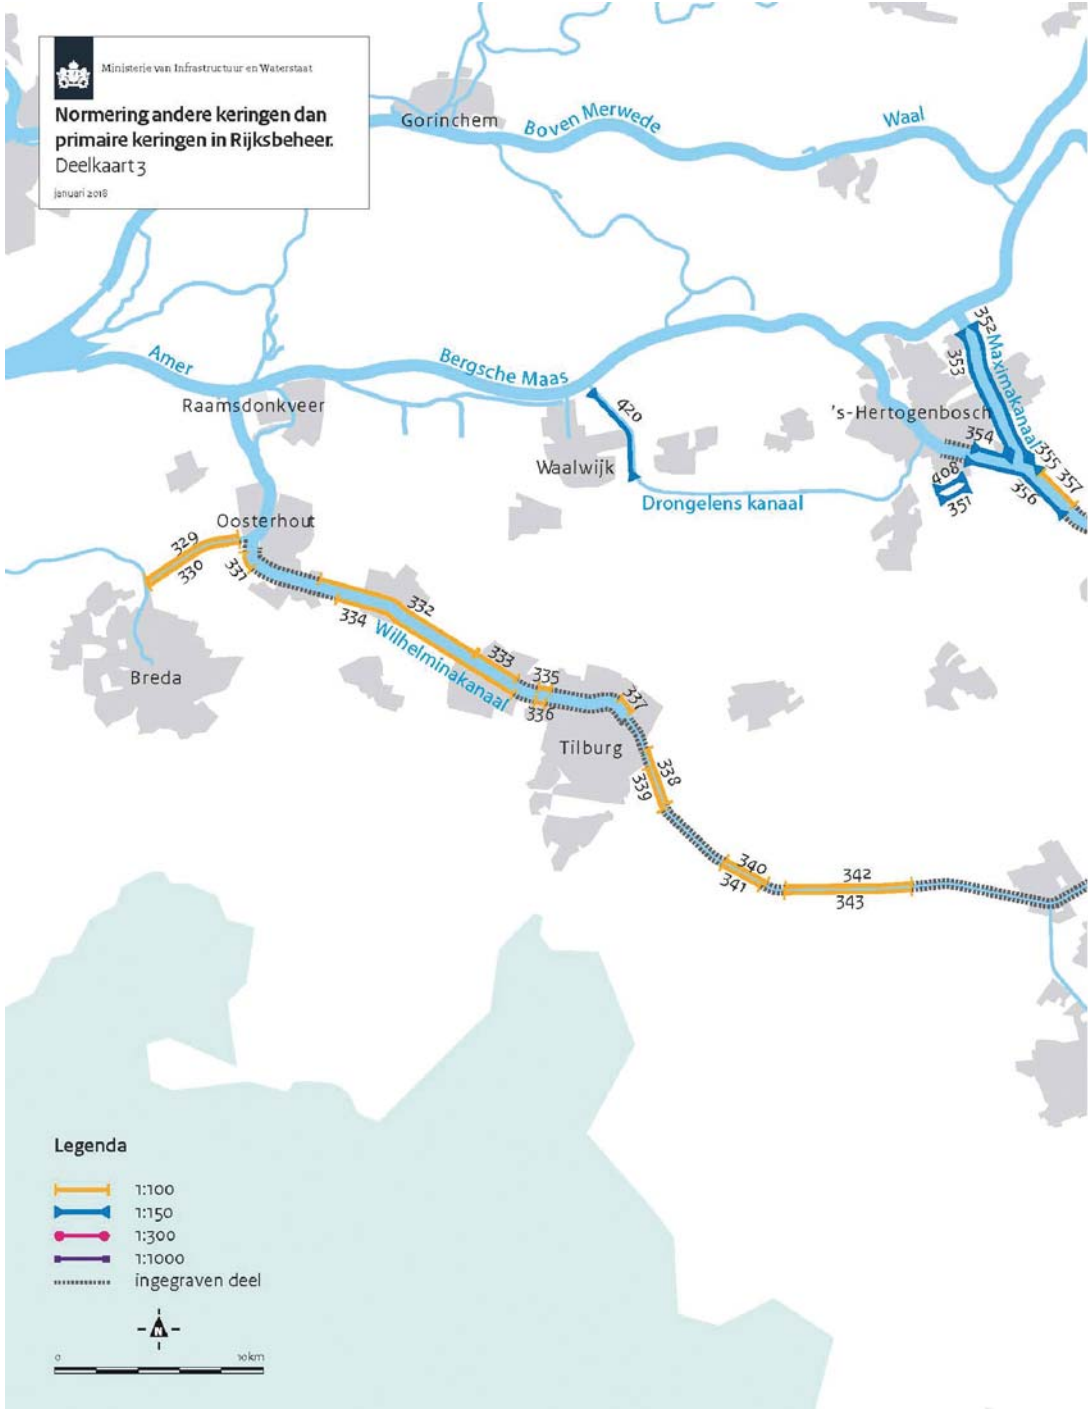 Ministerie van Infrastructuur en Waterstaat
Normering andere keringen dan
primaire keringen in Rijksbeheer.
Deelkaart 3
januari 2018
Gorinchem
Boven Merwede
Waal
Amer
Bergsche Maas
Raamsdonkveer
Waalwijk
420
Drongelens kanaal
's-Hertogenbosch
352
353
Maximakanaal
354
355
357
356
408
351
Oosterhout
329
330
331
Breda
332
334
Wilhelminakanaal
333
335
336
337
Tilburg
338
339
340
341
342
343
Legenda
1:100
1:150
1:300
1:1000
ingegraven deel
N
0
10km